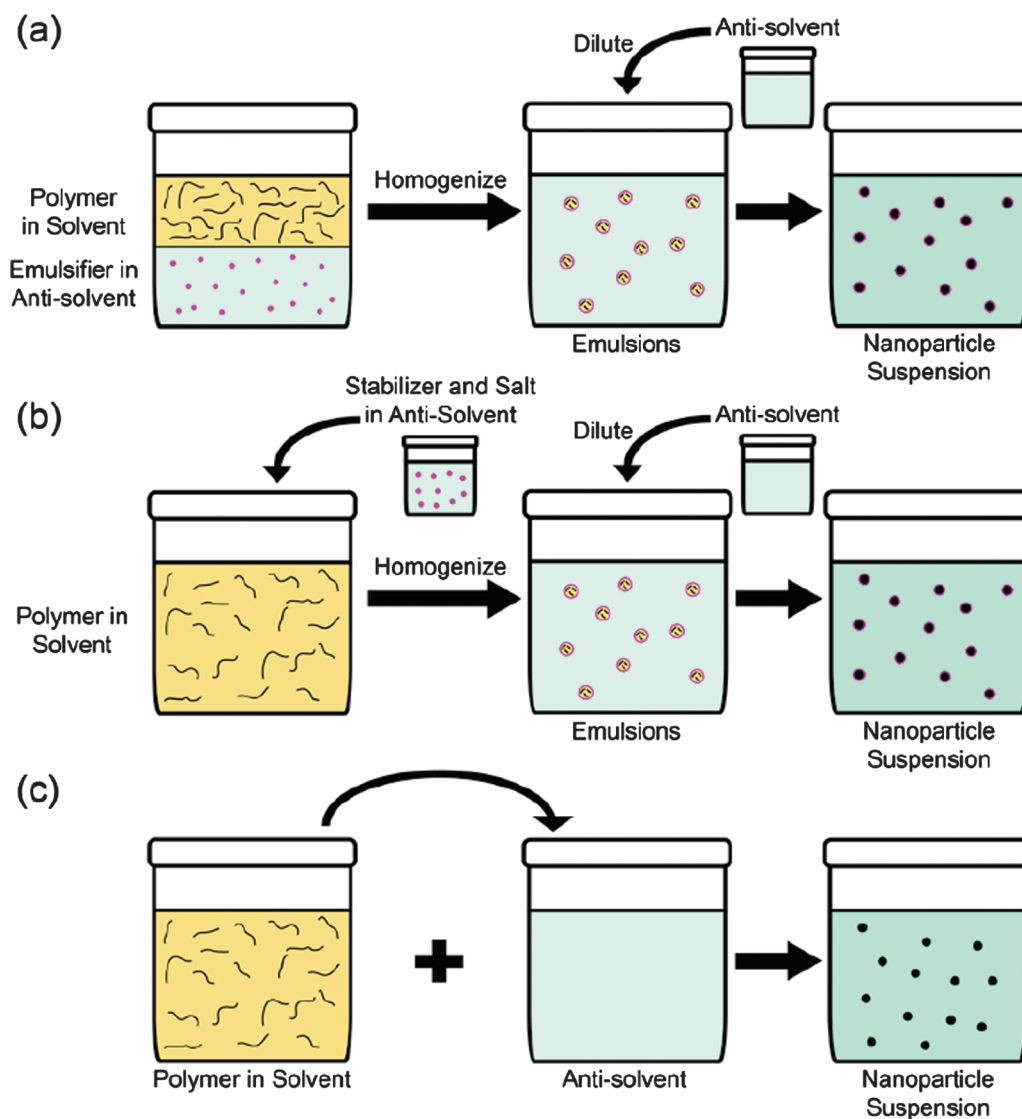 (a)
Anti-solvent
Dilute
Homogenize
Polymer
in Solvent
Emulsifier in
Anti-solvent
Emulsions
Nanoparticle
Suspension
(b)
Stabilizer and Salt
in Anti-Solvent
Anti-solvent
Dilute
Homogenize
Polymer in
Solvent
Emulsions
Nanoparticle
Suspension
(c)
+
Polymer in Solvent
Anti-solvent
Nanoparticle
Suspension